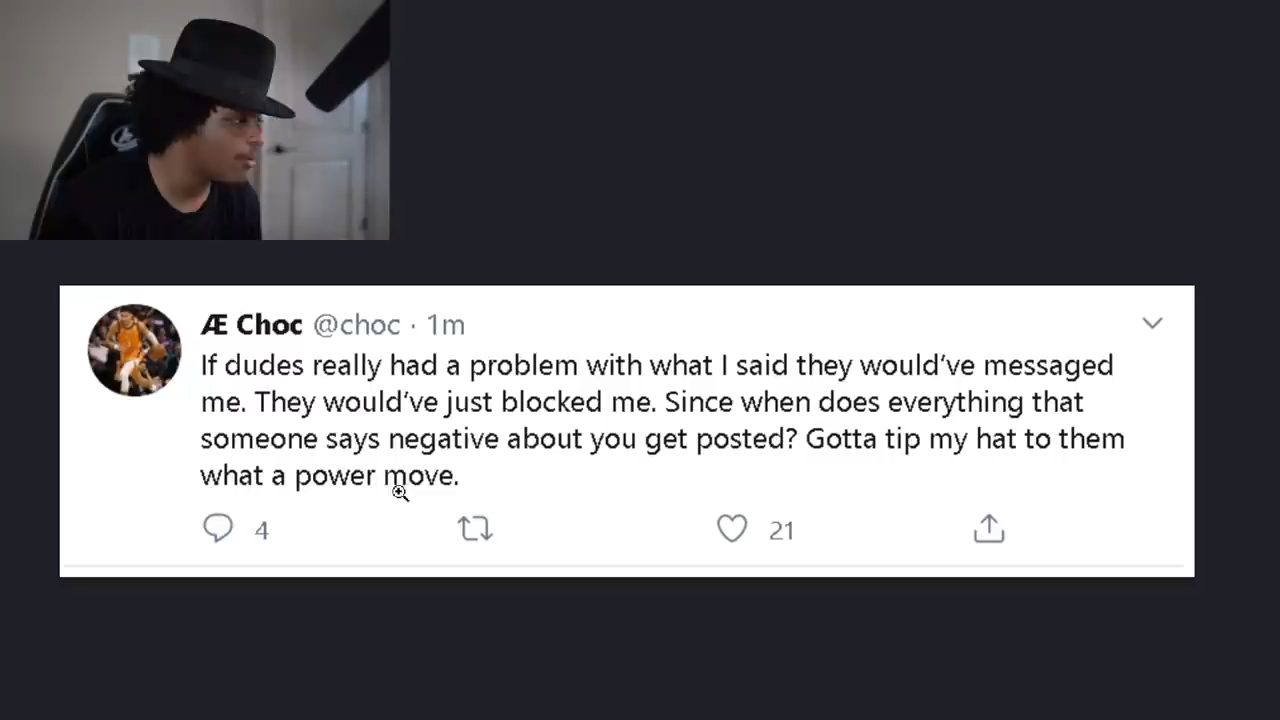 Æ Choc @choc · 1m
If dudes really had a problem with what I said they would’ve messaged
me. They would’ve just blocked me. Since when does everything that
someone says negative about you get posted? Gotta tip my hat to them
what a power move.
4 21